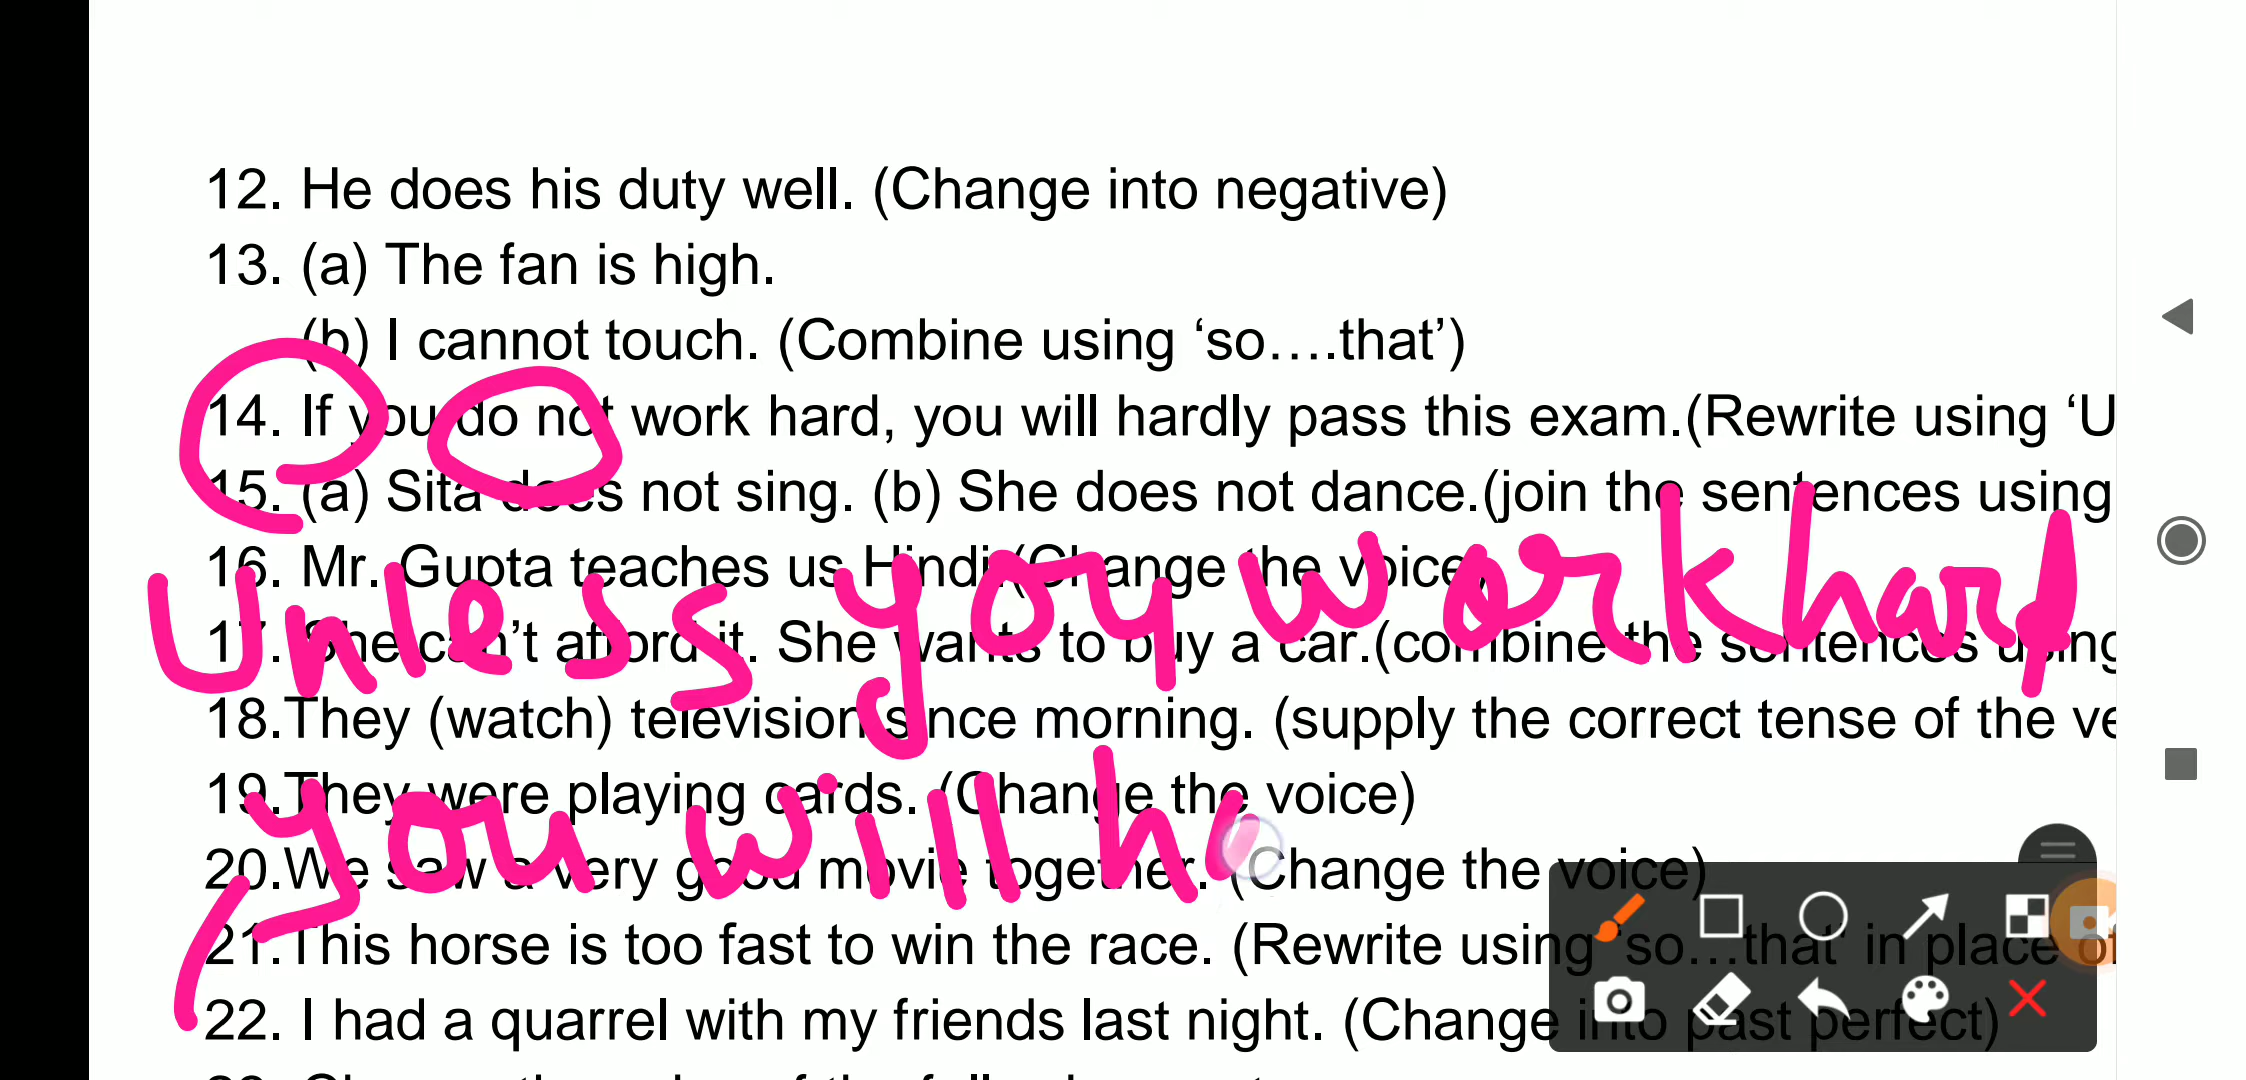 12. He does his duty well. (Change into negative)
13. (a) The fan is high.
(b) I cannot touch. (Combine using ‘so....that’)
14. If you do not work hard, you will hardly pass this exam.(Rewrite using ‘U
15. (a) Sita does not sing. (b) She does not dance.(join the sentences using
16. Mr. Gupta teaches us Hindi.(Change the voice)
Unless you work hard
17. She can’t afford it. She wants to buy a car.(combine the sentences using
18.They (watch) television since morning. (supply the correct tense of the ve
19.They were playing cards. (Change the voice)
, you will ha
20.We saw a very good movie together. (Change the voice)
21.This horse is too fast to win the race. (Rewrite using ‘so...that’ in place of
22. I had a quarrel with my friends last night. (Change into past perfect)